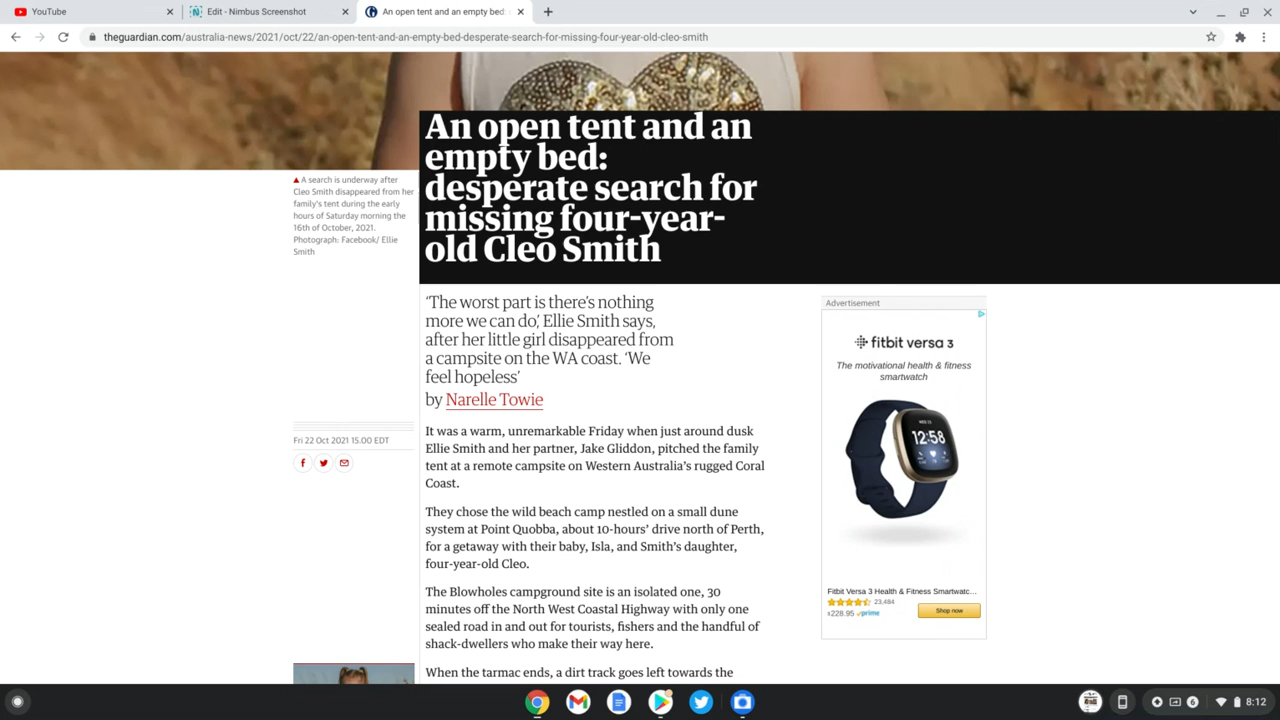 YouTube
Edit - Nimbus Screenshot
An open tent and an empty bed:
theguardian.com/australia-news/2021/oct/22/an-open-tent-and-an-empty-bed-desperate-search-for-missing-four-year-old-cleo-smith
An open tent and an
empty bed:
desperate search for
missing four-year-
old Cleo Smith
A search is underway after
Cleo Smith disappeared from her
family's tent during the early
hours of Saturday morning the
16th of October, 2021.
Photograph: Facebook/ Ellie
Smith
‘The worst part is there’s nothing
more we can do,’ Ellie Smith says,
after her little girl disappeared from
a campsite on the WA coast. ‘We
feel hopeless’
by Narelle Towie
Fri 22 Oct 2021 15.00 EDT
It was a warm, unremarkable Friday when just around dusk
Ellie Smith and her partner, Jake Gliddon, pitched the family
tent at a remote campsite on Western Australia’s rugged Coral
Coast.
They chose the wild beach camp nestled on a small dune
system at Point Quobba, about 10-hours’ drive north of Perth,
for a getaway with their baby, Isla, and Smith’s daughter,
four-year-old Cleo.
The Blowholes campground site is an isolated one, 30
minutes off the North West Coastal Highway with only one
sealed road in and out for tourists, fishers and the handful of
shack-dwellers who make their way here.
When the tarmac ends, a dirt track goes left towards the
Advertisement
fitbit versa 3
The motivational health & fitness
smartwatch
12:58
Fitbit Versa 3 Health & Fitness Smartwatc...
23,484
$228.95 prime
Shop now
6
8:12